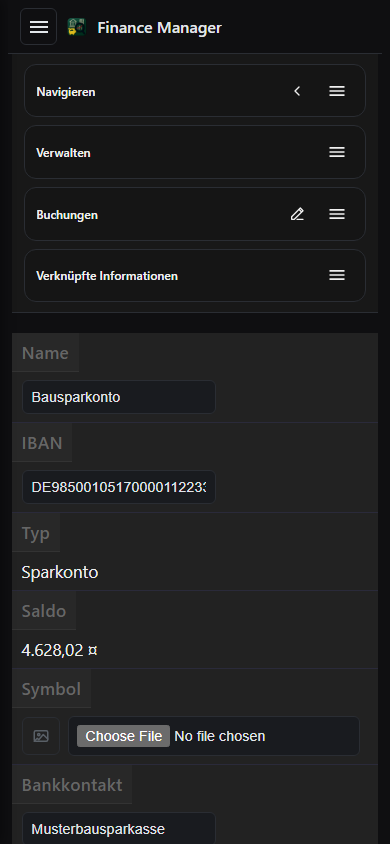 Finance Manager
Navigieren
Verwalten
Buchungen
Verknüpfte Informationen
Name
Bausparkonto
IBAN
DE9850010517000011223
Typ
Sparkonto
Saldo
4.628,02 ¤
Symbol
Choose File No file chosen
Bankkontakt
Musterbausparkasse